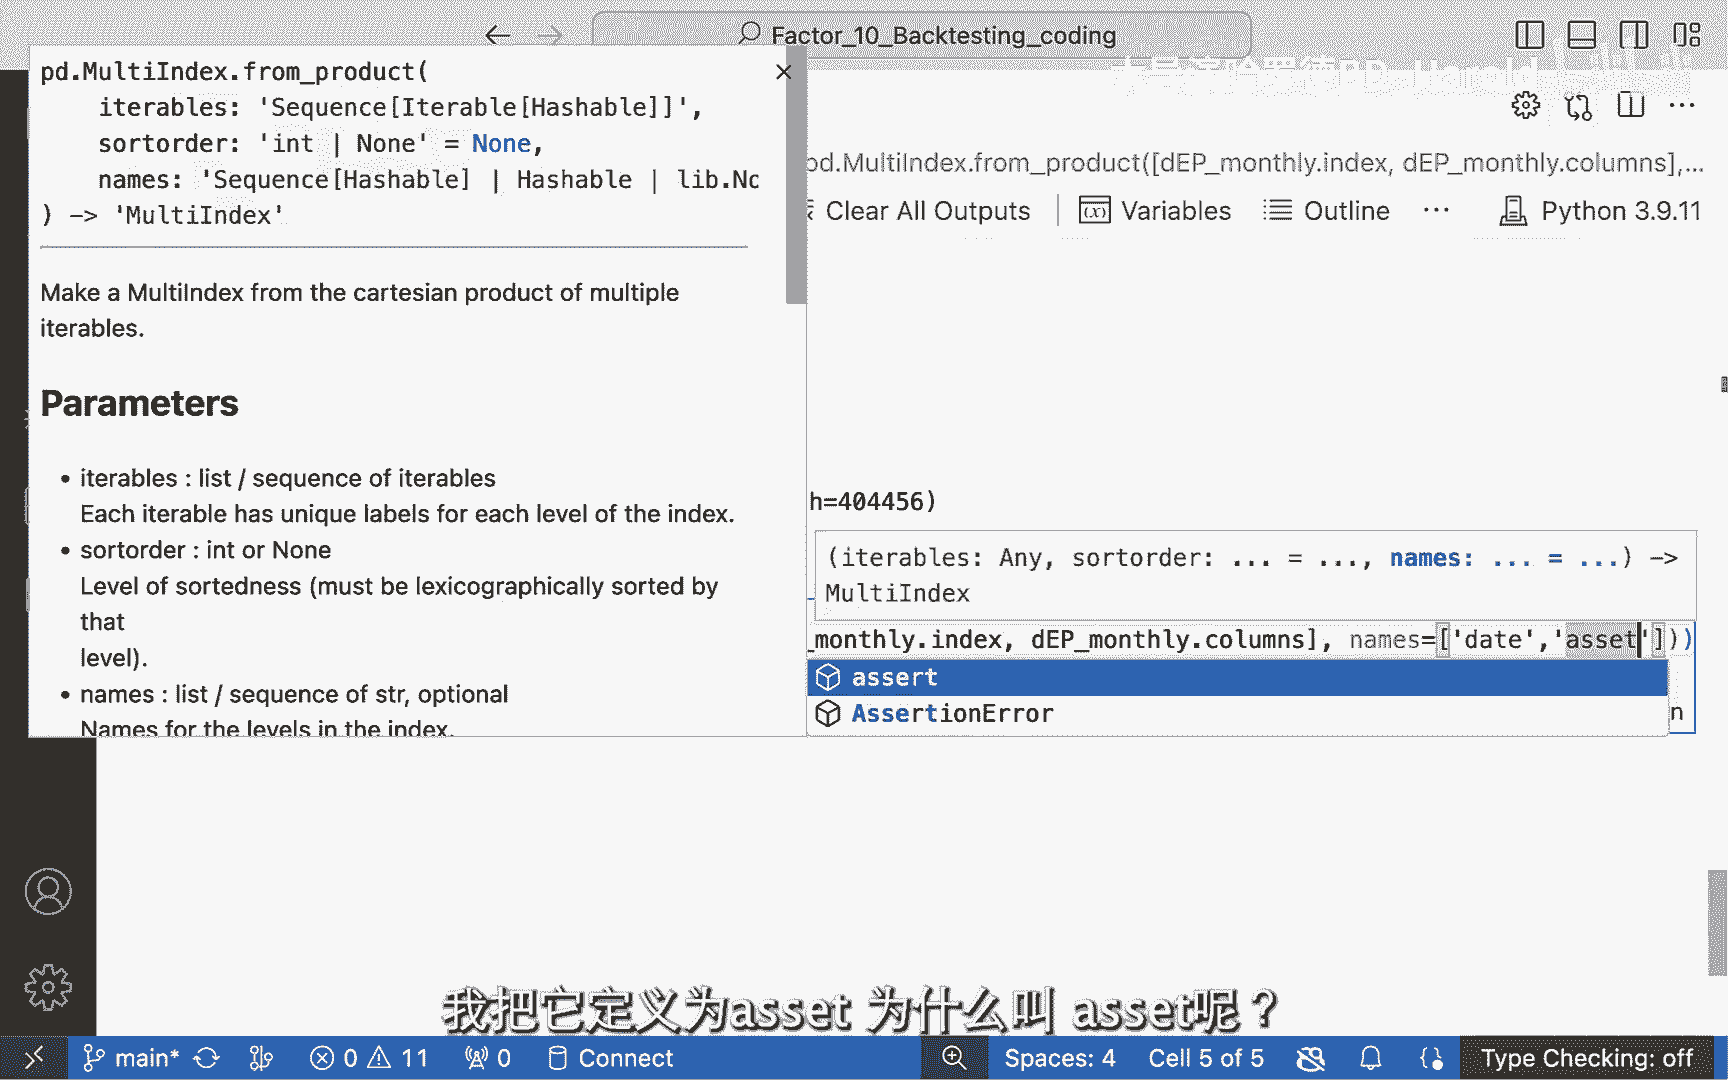 Factor_10_Backtesting_coding
pd.MultiIndex.from_product(
iterables: 'Sequence[Iterable[Hashable]]',
sortorder: 'int | None' = None,
names: 'Sequence[Hashable] | Hashable | lib.No
) -> 'MultiIndex'
Make a MultiIndex from the cartesian product of multiple
iterables.
Parameters
• iterables : list / sequence of iterables
Each iterable has unique labels for each level of the index.
• sortorder : int or None
Level of sortedness (must be lexicographically sorted by
that
level).
• names : list / sequence of str, optional
Names for the levels in the index.
pd.MultiIndex.from_product([dEP_monthly.index, dEP_monthly.columns],...
Clear All Outputs
Variables
Outline
...
Python 3.9.11
h=404456)
(iterables: Any, sortorder: ... = ..., names: ... = ...) ->
MultiIndex
_monthly.index, dEP_monthly.columns], names=['date','asset']))
assert
AssertionError
n
我把它定义为asset 为什么叫 asset呢？
main*
0
11
0
Connect
Spaces: 4
Cell 5 of 5
Type Checking: off